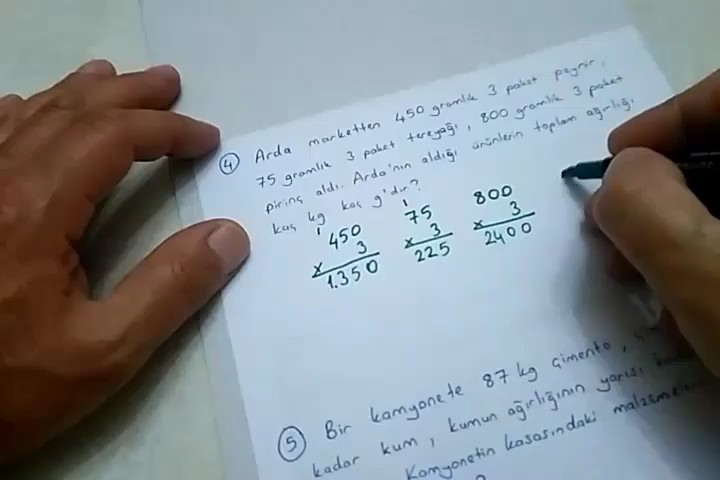 4 Arda marketten 450 gramlık 3 paket peynir,
75 gramlık 3 paket tereyağı, 800 gramlık 3 paket
pirinç aldı. Arda'nın aldığı ürünlerin toplam ağırlığı
kaç kg kaç g'dır?
1 1
450 75 800
x 3 x 3 x 3
1.350 225 2400
5 Bir kamyonete 87 kg çimento,
kadar kum, kumun ağırlığının yarısı
Kamyonetin kasasındaki